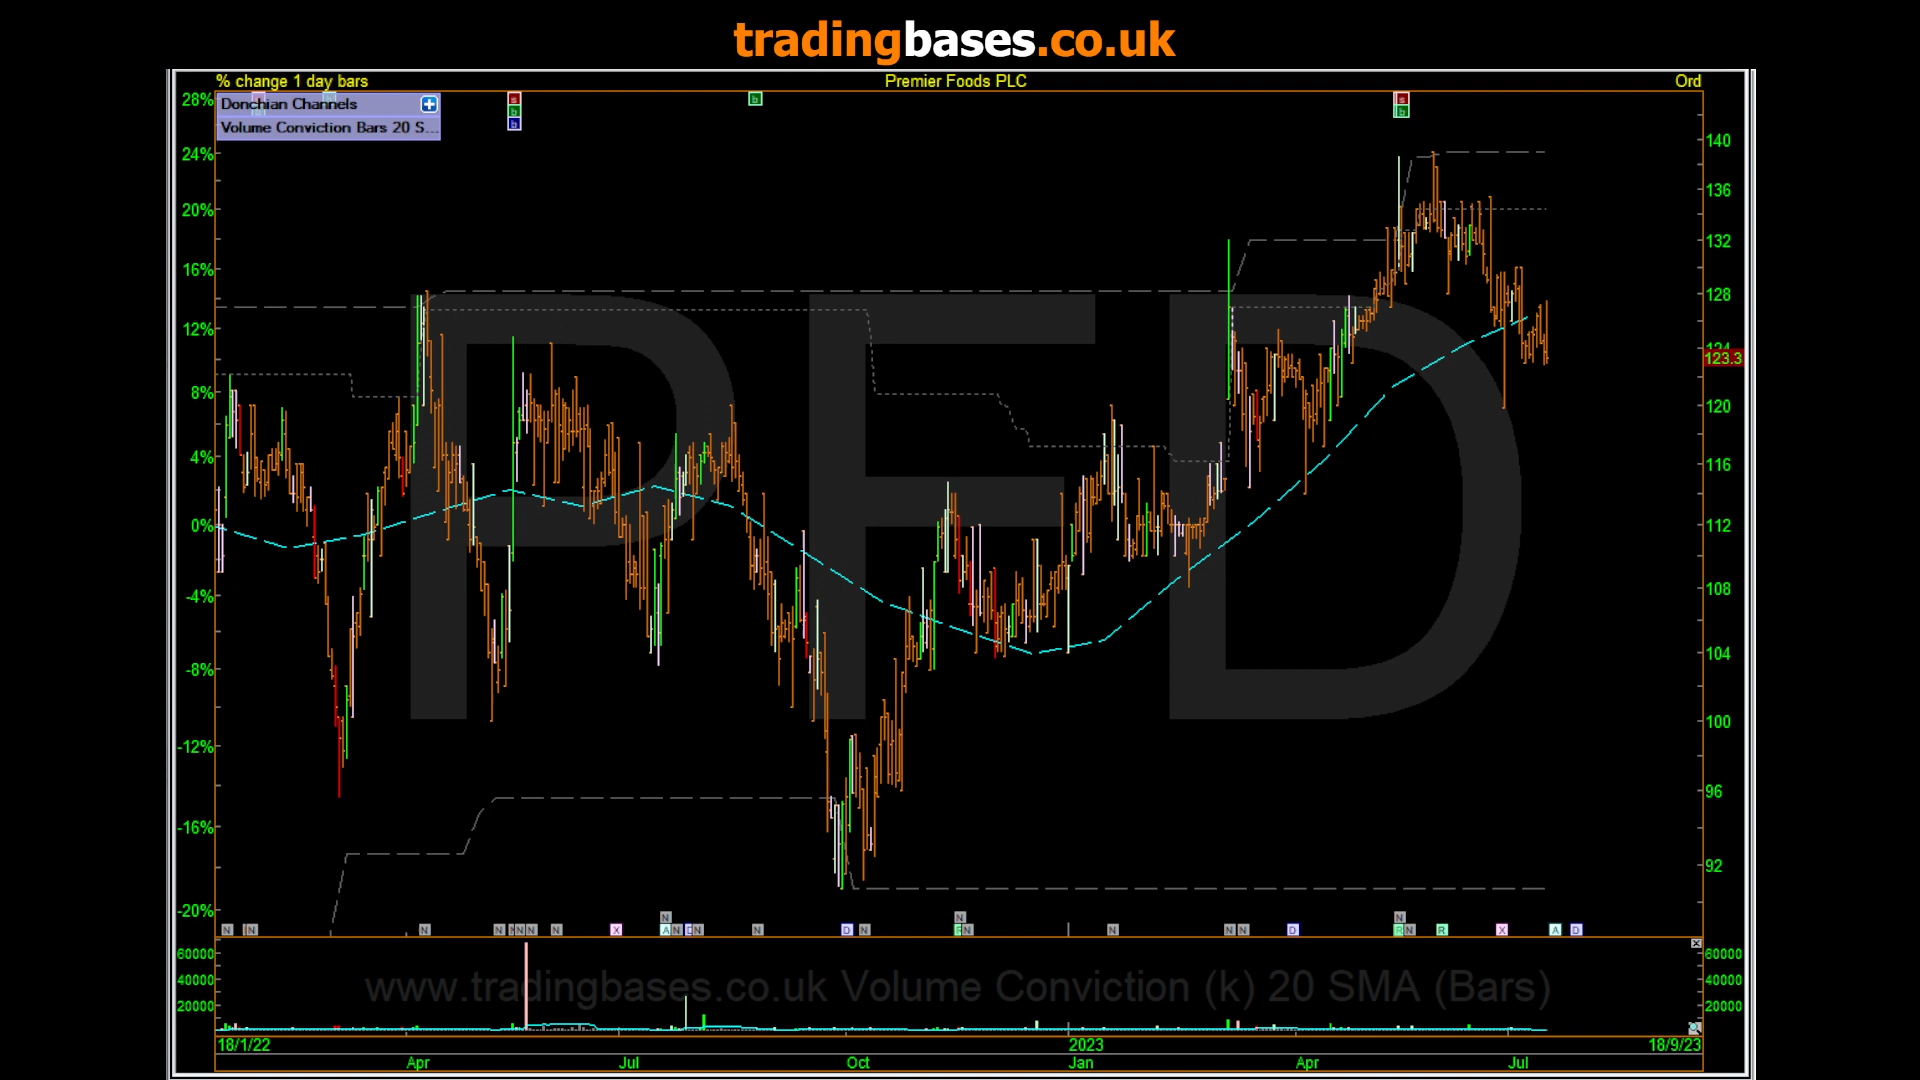 tradingbases.co.uk
% change 1 day bars Premier Foods PLC Ord
Donchian Channels
Volume Conviction Bars 20 S...
28%
24%
20%
16%
12%
8%
4%
0%
-4%
-8%
-12%
-16%
-20%
140
136
132
128
124
123.3
120
116
112
108
104
100
96
92
PFD
s
b
b
b
s
b
N N N N N N N N X N A N D N N D N N R N N N N D N R N R X A D
60000
40000
20000
www.tradingbases.co.uk Volume Conviction (k) 20 SMA (Bars)
60000
40000
20000
18/1/22 2023 18/9/23
Apr Jul Oct Jan Apr Jul